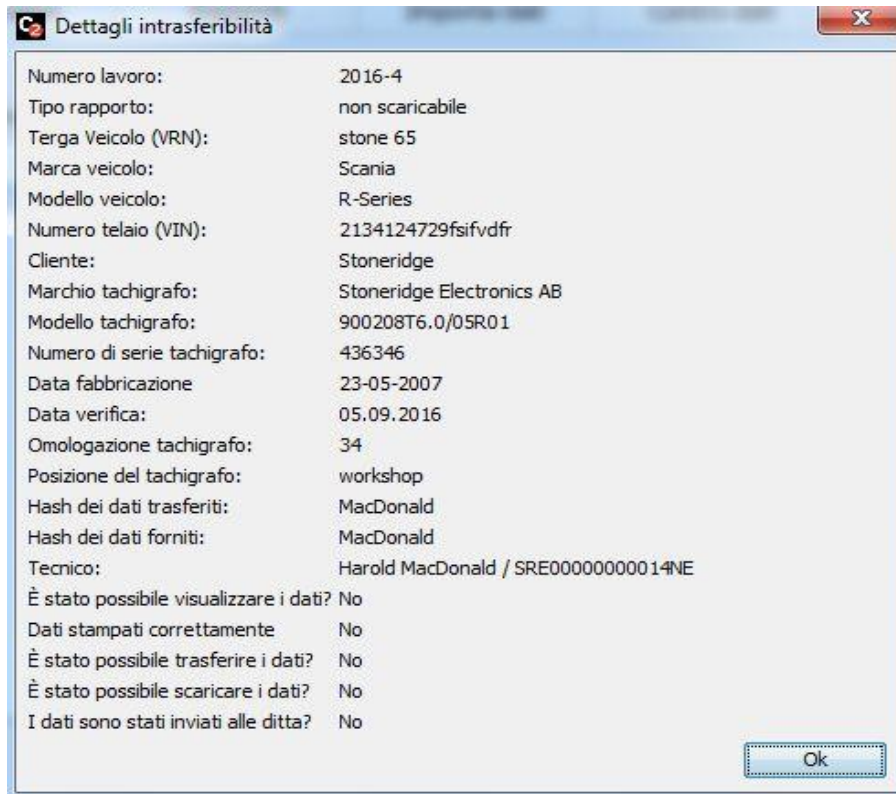 C2 Dettagli intrasferibilità
Numero lavoro: 2016-4
Tipo rapporto: non scaricabile
Terga Veicolo (VRN): stone 65
Marca veicolo: Scania
Modello veicolo: R-Series
Numero telaio (VIN): 2134124729fsifvdfr
Cliente: Stoneridge
Marchio tachigrafo: Stoneridge Electronics AB
Modello tachigrafo: 900208T6.0/05R01
Numero di serie tachigrafo: 436346
Data fabbricazione 23-05-2007
Data verifica: 05.09.2016
Omologazione tachigrafo: 34
Posizione del tachigrafo: workshop
Hash dei dati trasferiti: MacDonald
Hash dei dati forniti: MacDonald
Tecnico: Harold MacDonald / SRE00000000014NE
È stato possibile visualizzare i dati? No
Dati stampati correttamente No
È stato possibile trasferire i dati? No
È stato possibile scaricare i dati? No
I dati sono stati inviati alle ditta? No
Ok